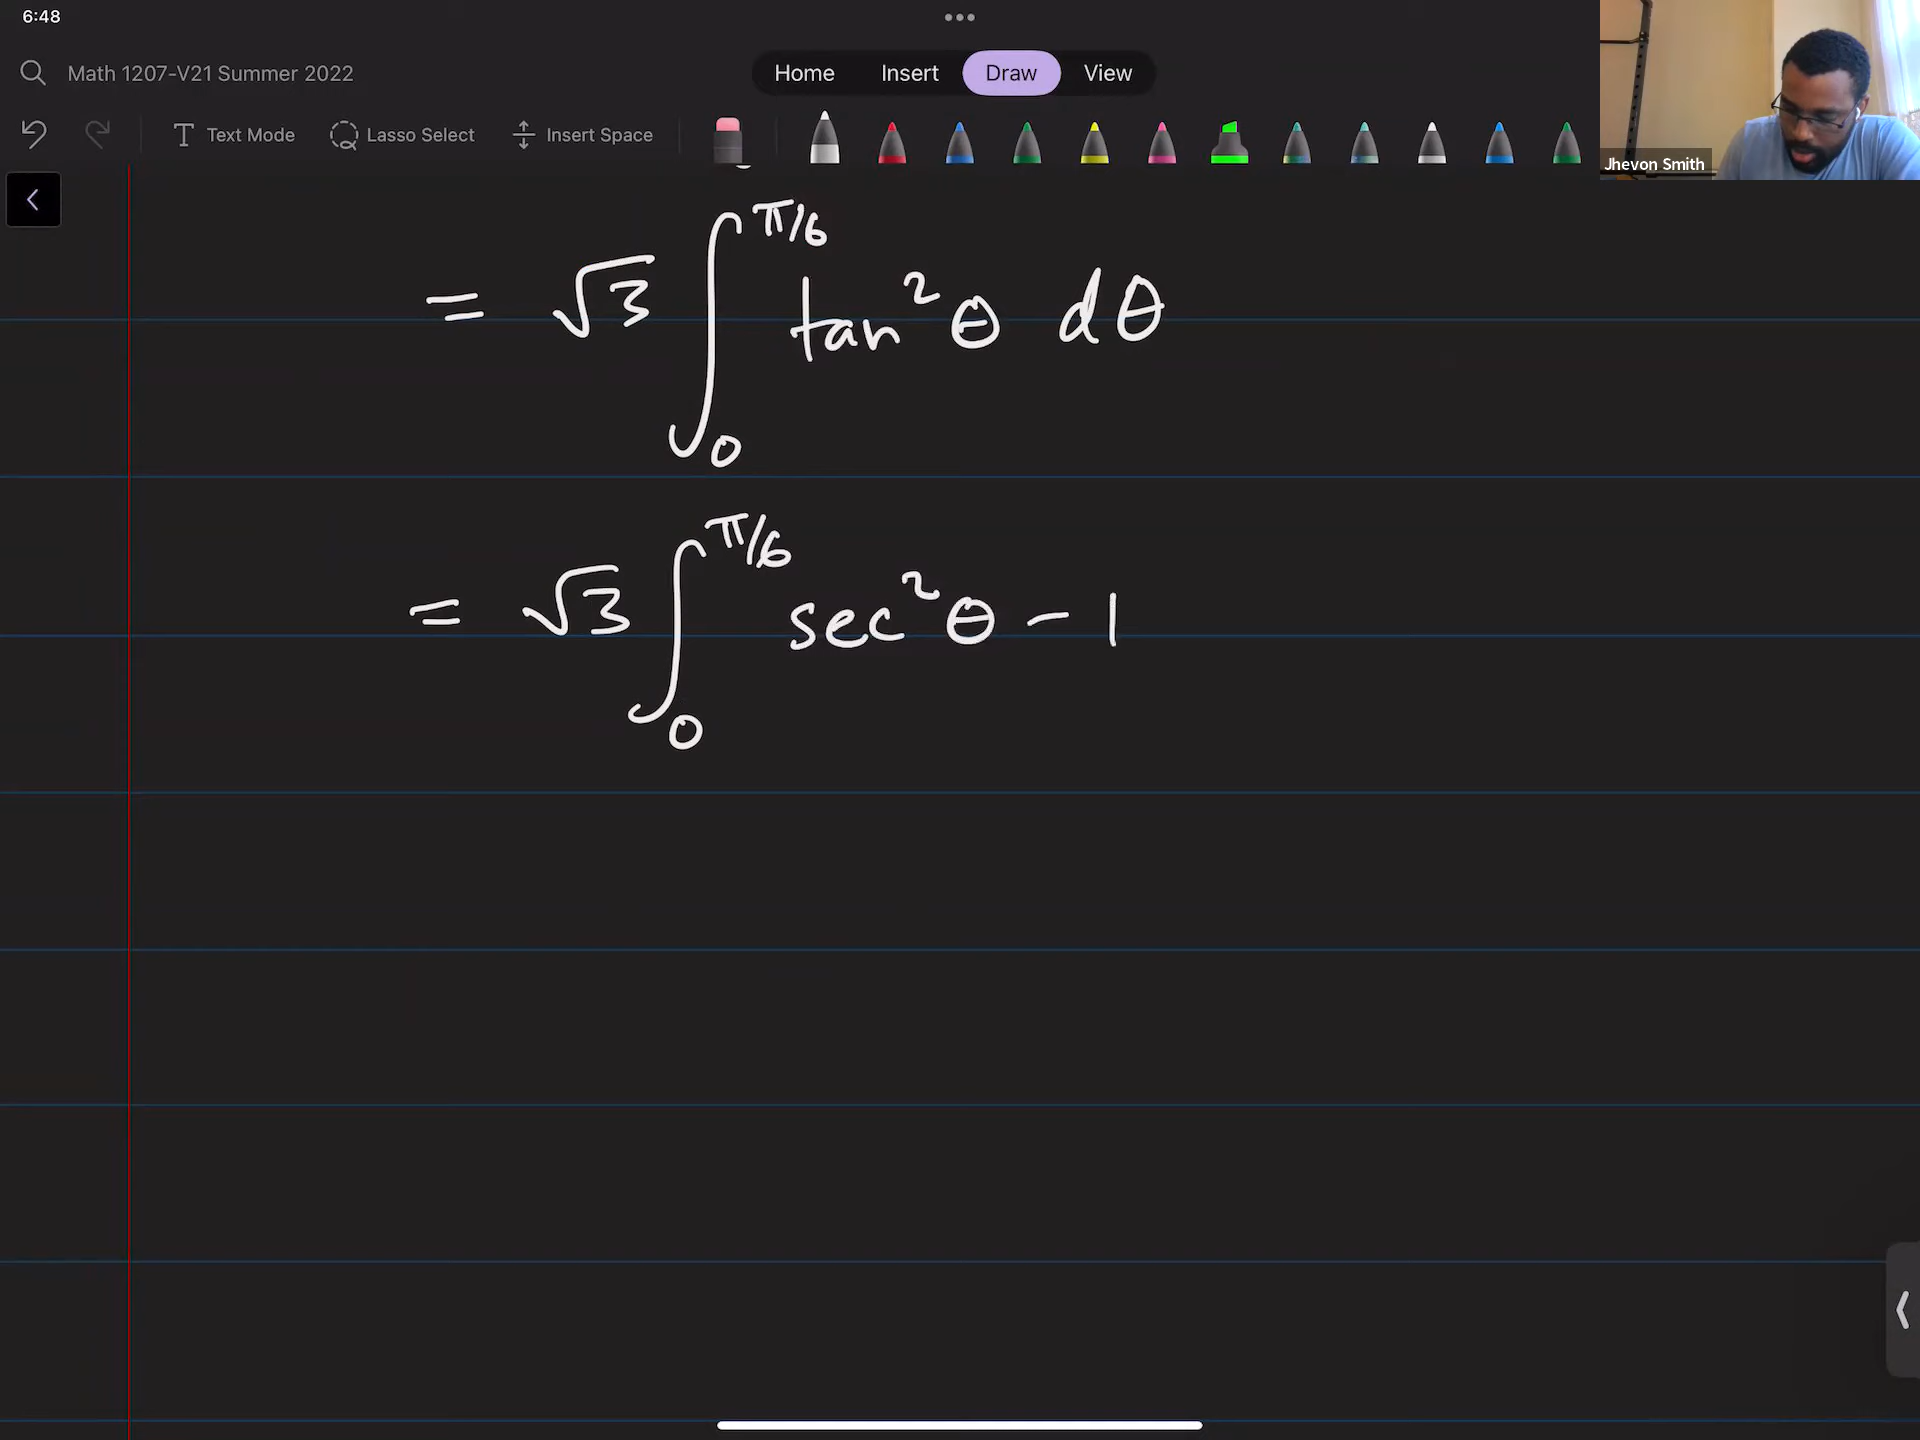 6:48
Math 1207-V21 Summer 2022
Home Insert Draw View
Text Mode Lasso Select Insert Space
Jhevon Smith
= √3 ∫₀^π/6 tan²θ dθ
= √3 ∫₀^π/6 sec²θ - 1